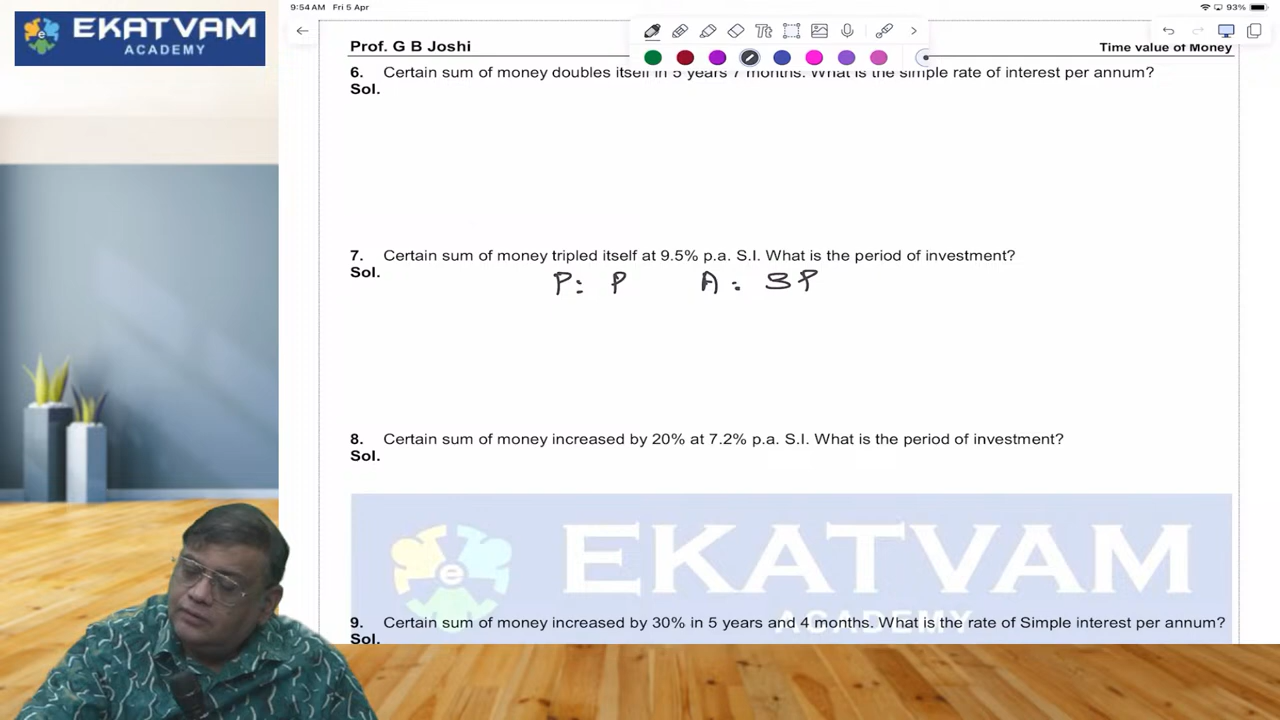 9:54 AM Fri 5 Apr
93%
EKATVAM
ACADEMY
Tt
Prof. G B Joshi
Time value of Money
6. Certain sum of money doubles itself in 5 years 7 months. What is the simple rate of interest per annum?
Sol.
7. Certain sum of money tripled itself at 9.5% p.a. S.I. What is the period of investment?
Sol.
P: P A: 3P
8. Certain sum of money increased by 20% at 7.2% p.a. S.I. What is the period of investment?
Sol.
e EKATVAM
ACADEMY
9. Certain sum of money increased by 30% in 5 years and 4 months. What is the rate of Simple interest per annum?
Sol.